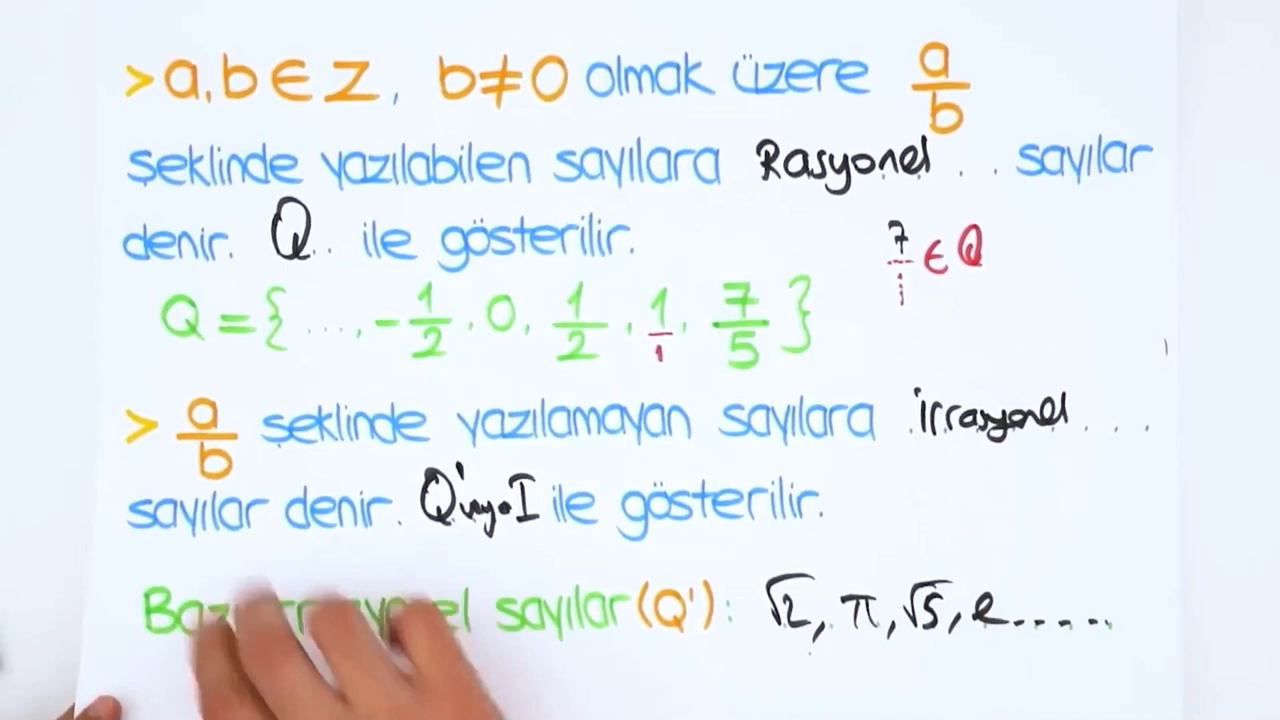 > a, b ∈ Z, b ≠ 0 olmak üzere a/b
şeklinde yazılabilen sayılara Rasyonel .. sayılar
denir. Q.. ile gösterilir.
7/1 ∈ Q
Q = {..., -1/2, 0, 1/2, 1/1, 7/5}
> a/b şeklinde yazılamayan sayılara İrrasyonel ...
sayılar denir. Q' veya I ile gösterilir.
sayılar (Q') : √2, π, √5, e.....